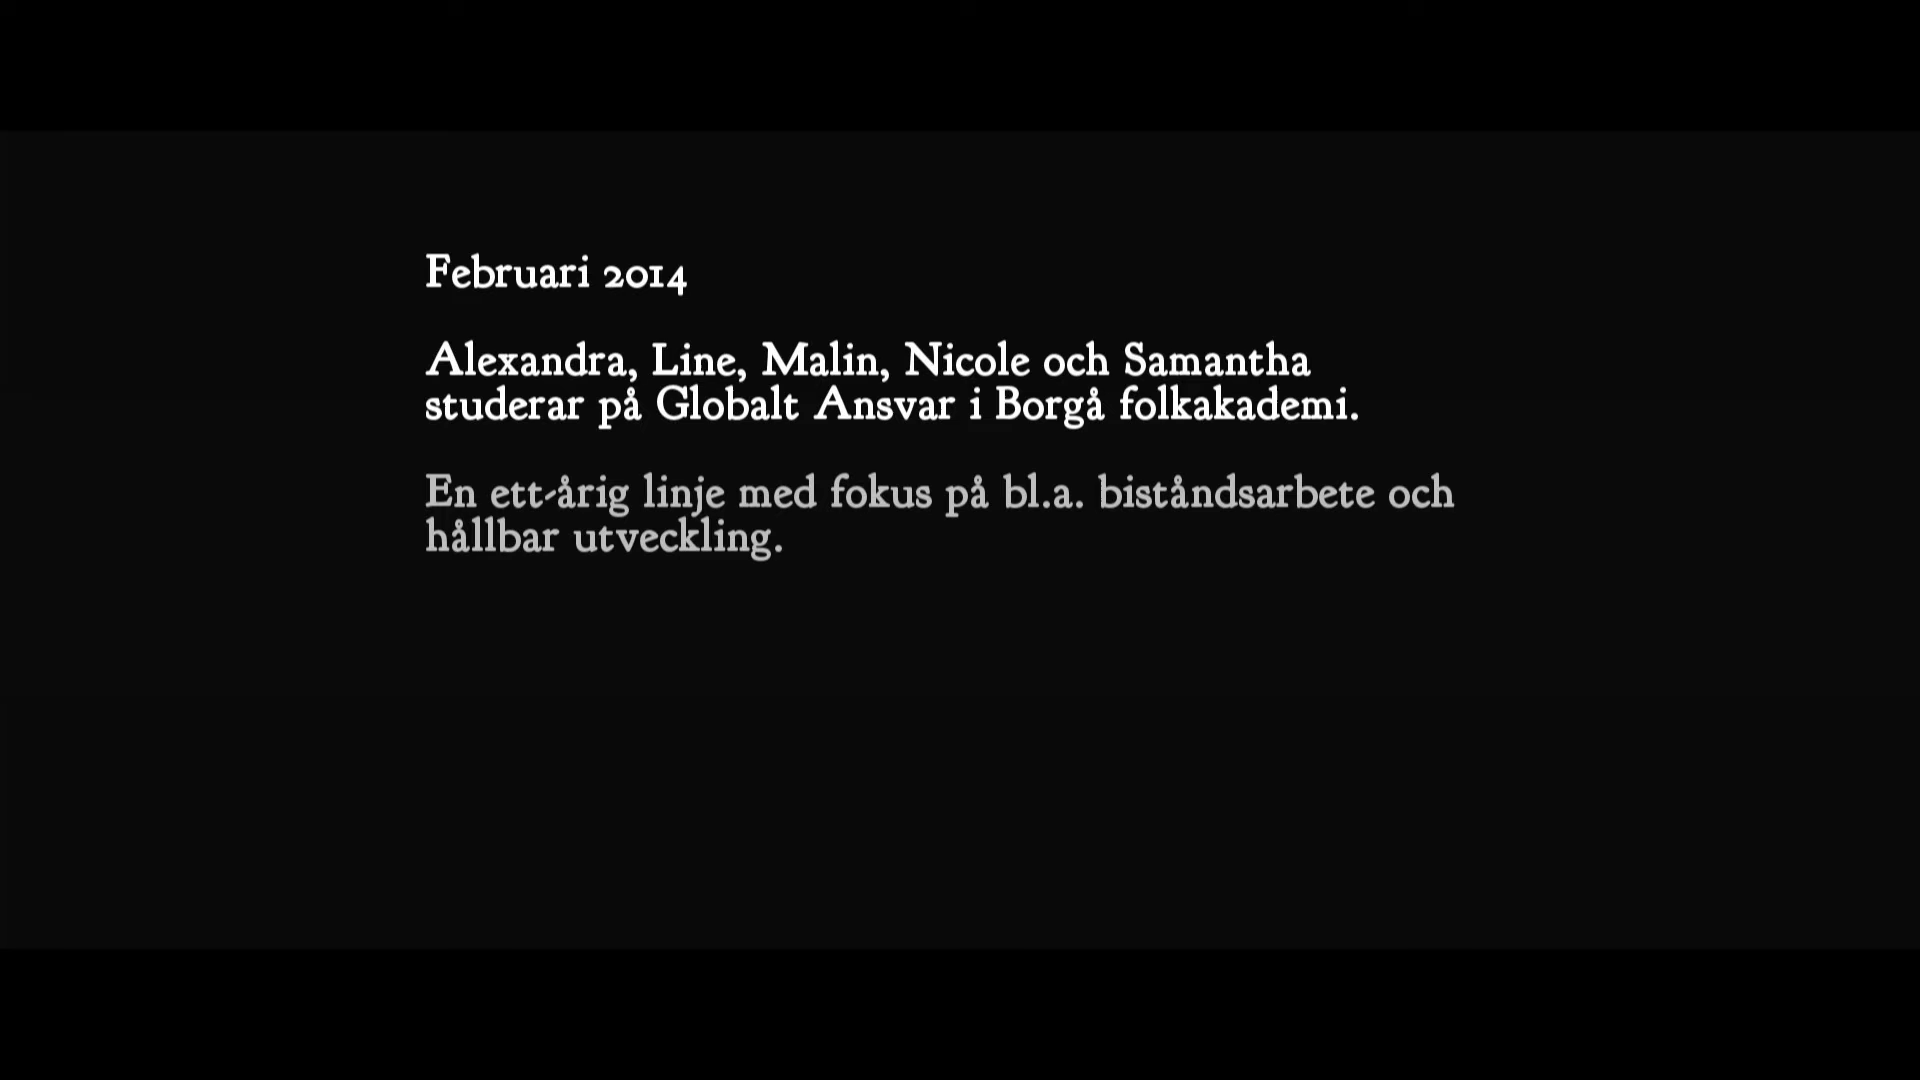 Februari 2014
Alexandra, Line, Malin, Nicole och Samantha
studerar på Globalt Ansvar i Borgå folkakademi.
En ett-årig linje med fokus på bl.a. biståndsarbete och
hållbar utveckling.